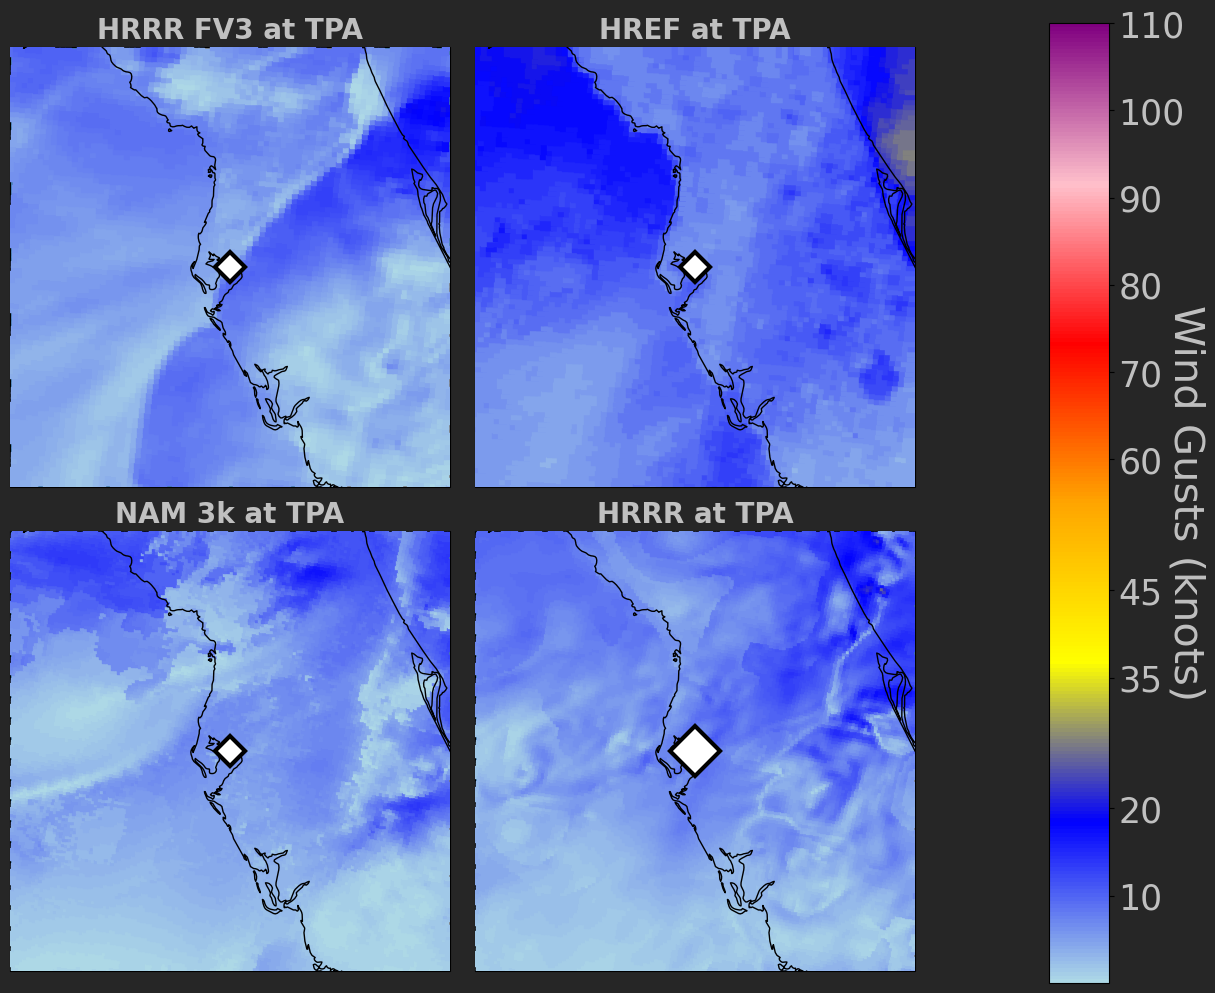 HRRR FV3 at TPA
HREF at TPA
NAM 3k at TPA
HRRR at TPA
110
100
90
80
70
60
45
35
20
10
Wind Gusts (knots)